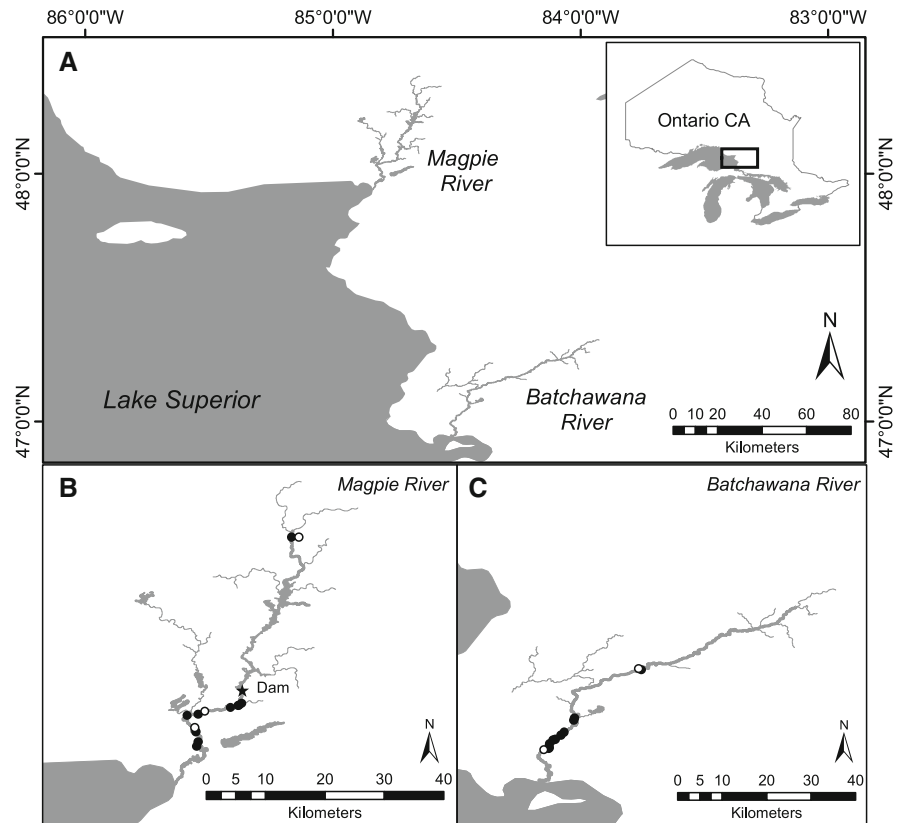 86°0'0"W 85°0'0"W 84°0'0"W 83°0'0"W
A
Ontario CA
Magpie
River
48°0'0"N
48°0'0"N
N
Lake Superior
Batchawana
River
47°0'0"N
47°0'0"N
0 10 20 40 60 80
Kilometers
B
Magpie River
Dam
N
0 5 10 20 30 40
Kilometers
C
Batchawana River
N
0 5 10 20 30 40
Kilometers